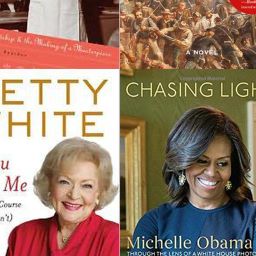 ship & the Making of a Masterpiece
A NOVEL
ETTY
HITE
u
Me
Course
n't)
CHASING LIGH
Michelle Obama
THROUGH THE LENS OF A WHITE HOUSE PHOTO